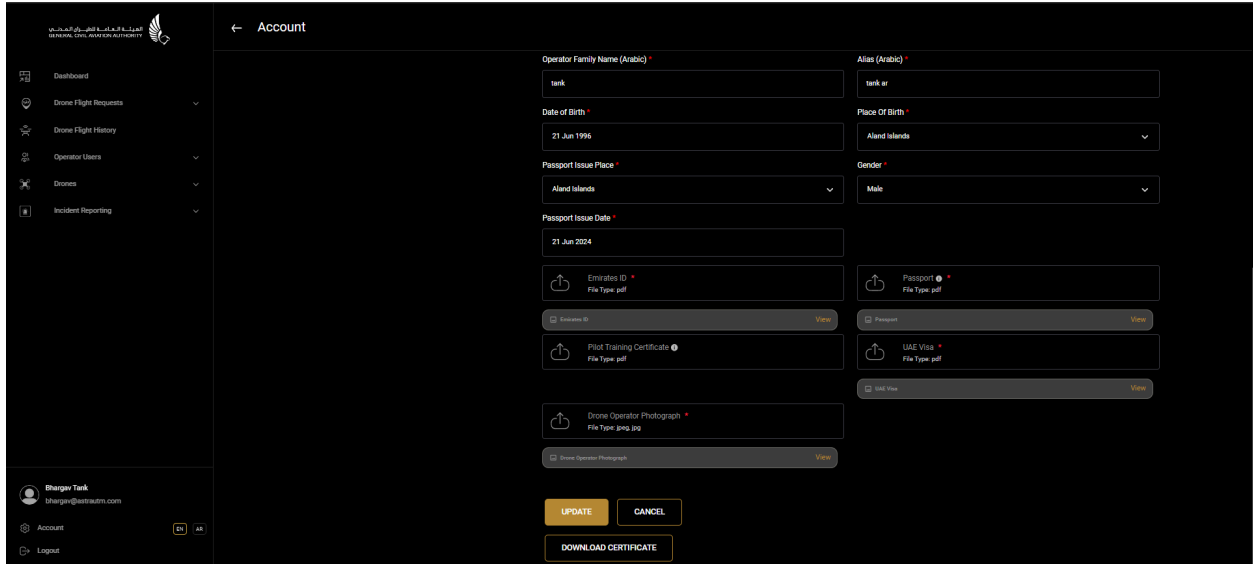 الهيئة العامة للطيران المدني
GENERAL CIVIL AVIATION AUTHORITY
← Account
Dashboard
Drone Flight Requests
Drone Flight History
Operator Users
Drones
Incident Reporting
Operator Family Name (Arabic) *
Alias (Arabic) *
tank
tank ar
Date of Birth *
Place Of Birth *
21 Jun 1996
Aland Islands
Passport Issue Place *
Gender *
Aland Islands
Male
Passport Issue Date *
21 Jun 2024
Emirates ID *
File Type: pdf
Passport *
File Type: pdf
Emirates ID View
Passport View
Pilot Training Certificate
File Type: pdf
UAE Visa *
File Type: pdf
UAE Visa View
Drone Operator Photograph *
File Type: jpeg, jpg
Drone Operator Photograph View
UPDATE
CANCEL
DOWNLOAD CERTIFICATE
Bhargav Tank
bhargav@astrautm.com
Account
EN AR
Logout